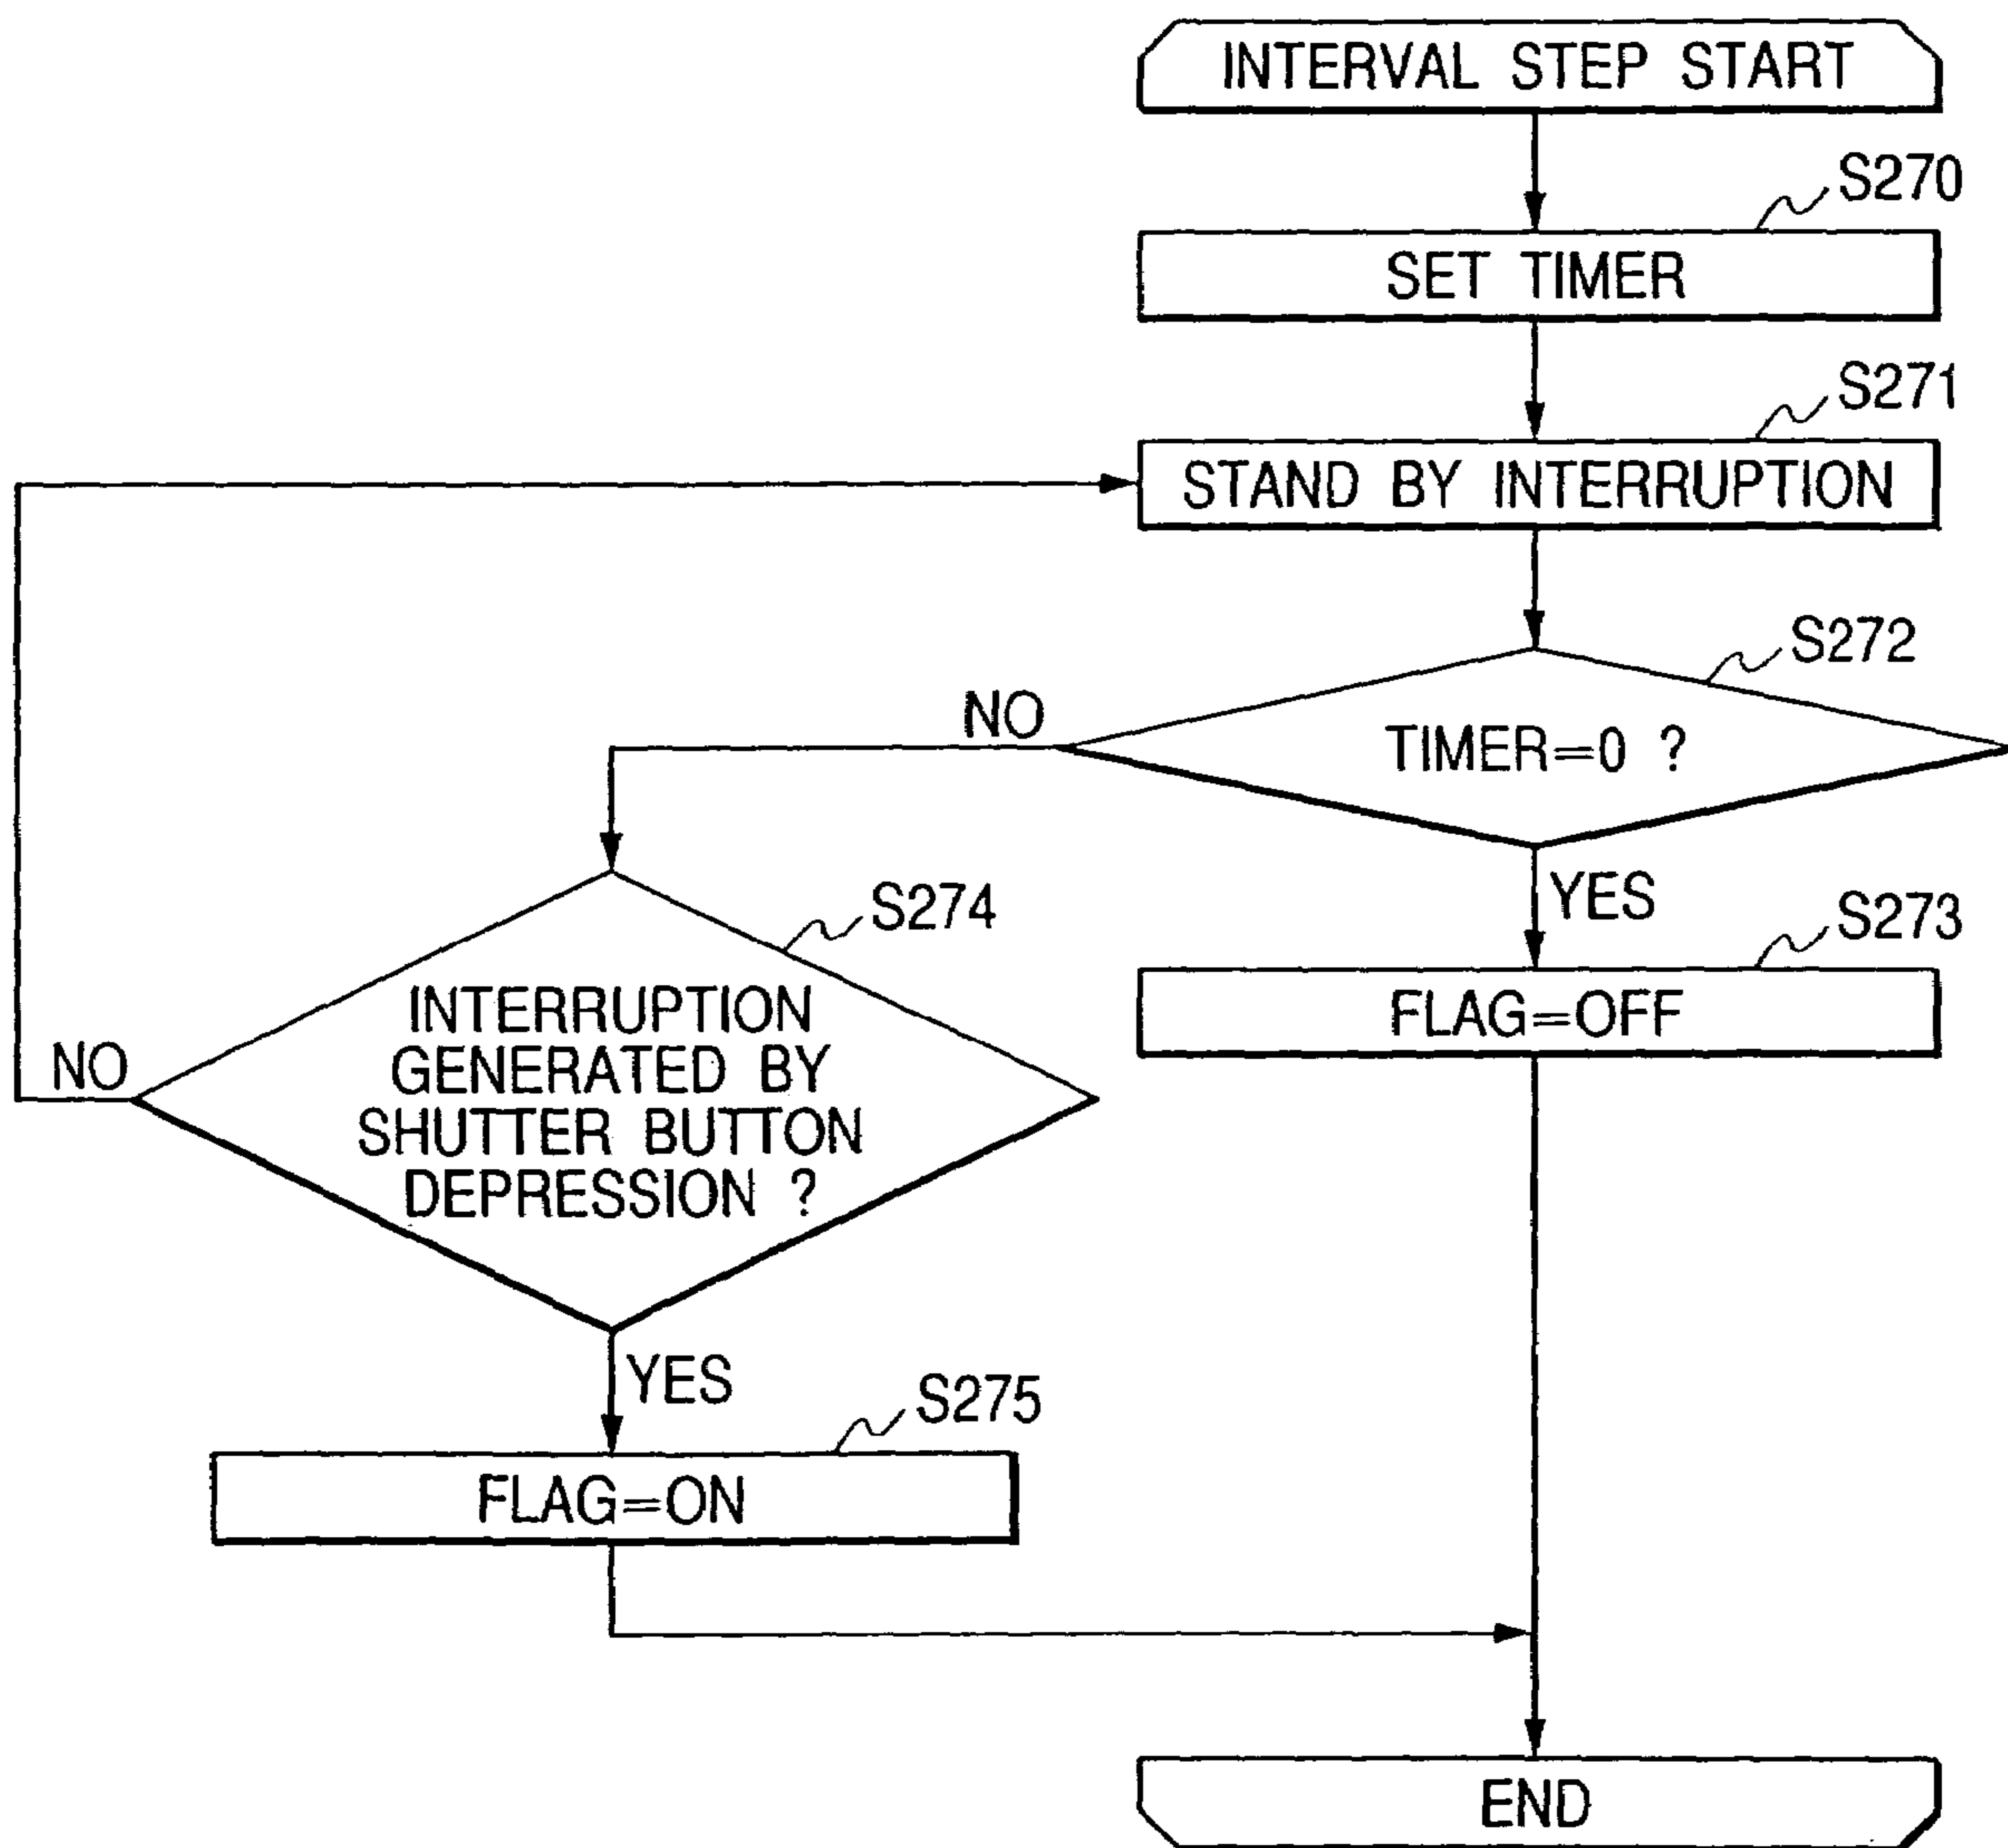 INTERVAL STEP START
S270
SET TIMER
S271
STAND BY INTERRUPTION
S272
NO
TIMER=0 ?
YES
S273
FLAG=OFF
S274
INTERRUPTION
GENERATED BY
SHUTTER BUTTON
DEPRESSION ?
NO
YES
S275
FLAG=ON
END